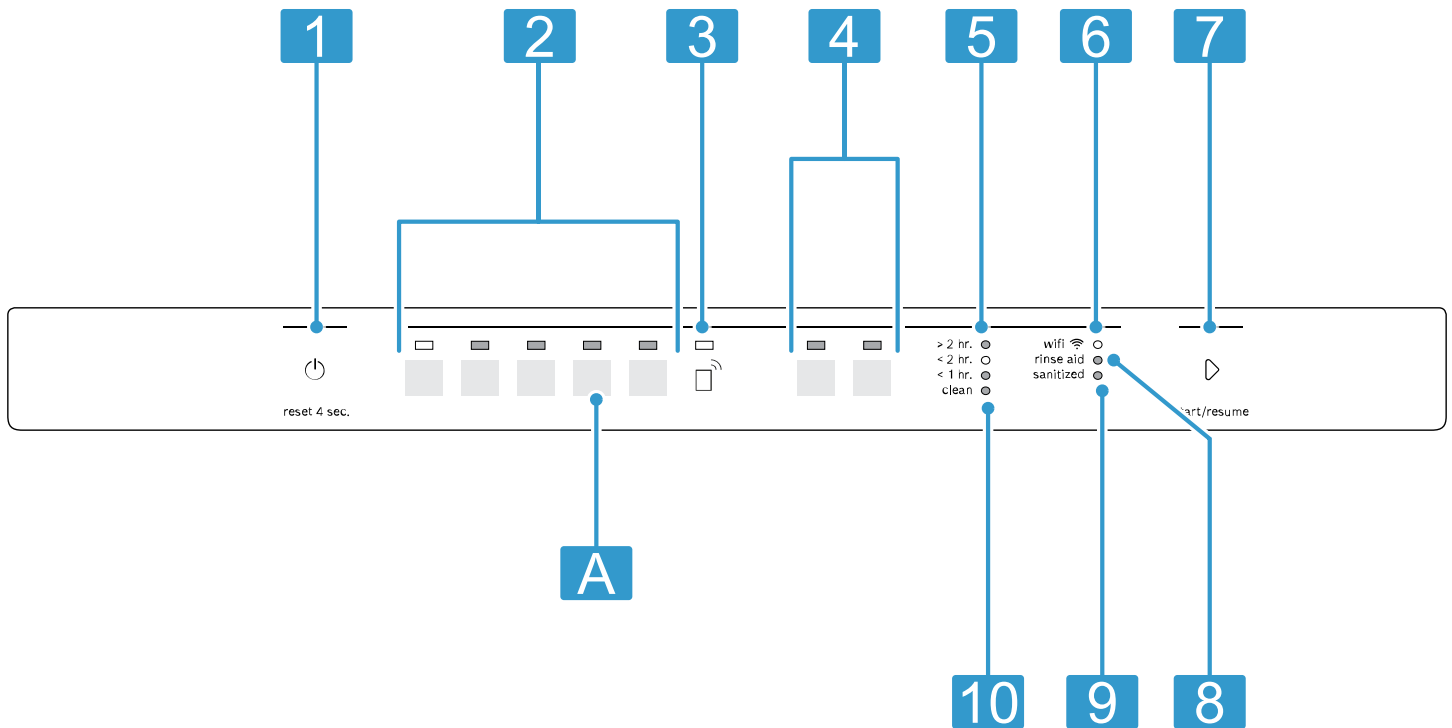 1 2 3 4 5 6 7
> 2 hr. wifi
< 2 hr. rinse aid
< 1 hr. sanitized
clean
reset 4 sec. art/resume
A
10 9 8